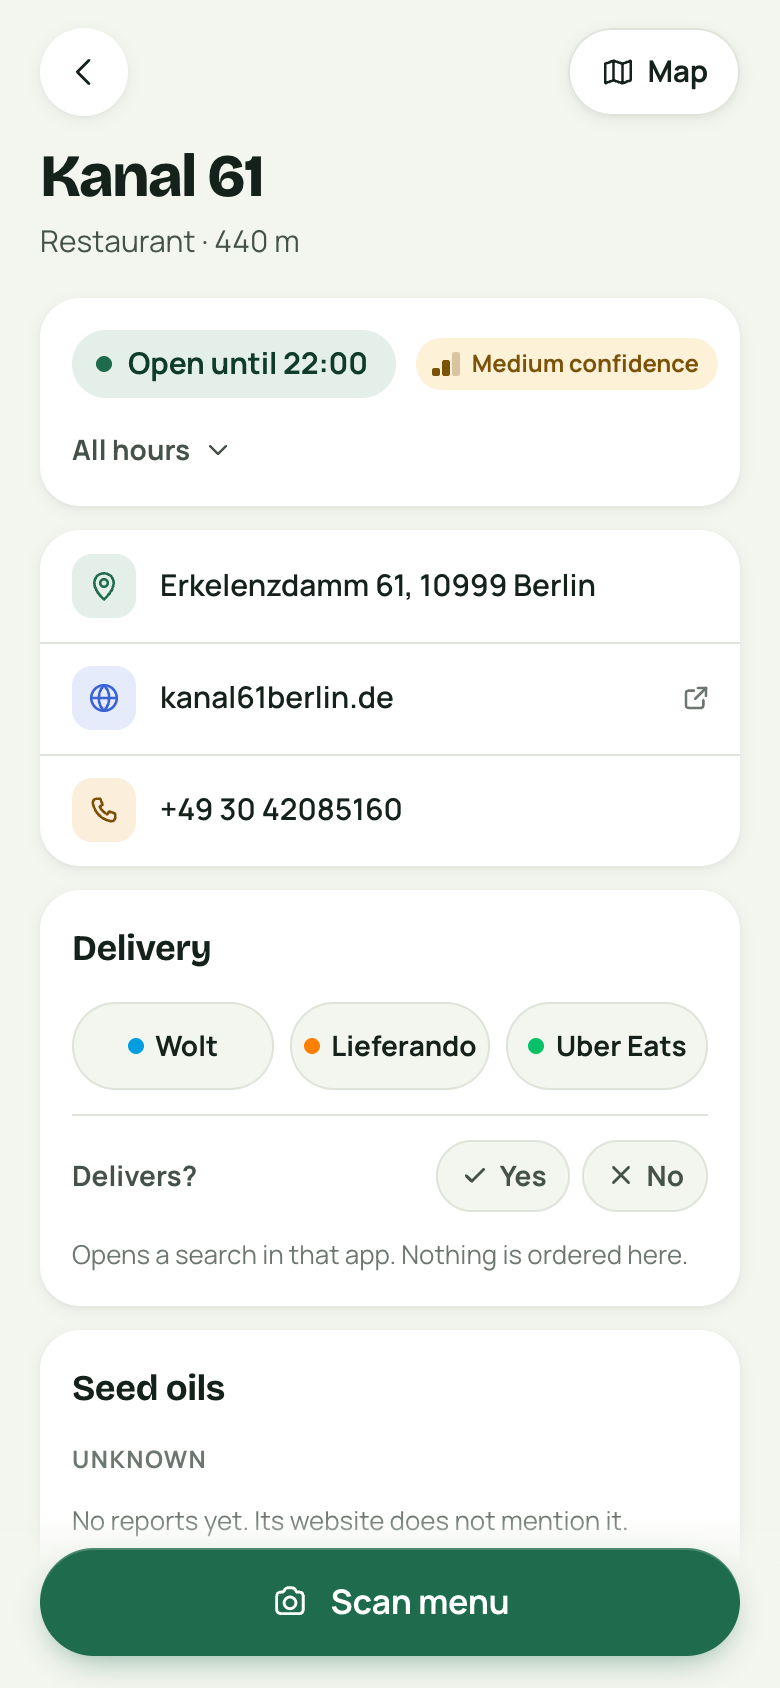 Map
Kanal 61
Restaurant · 440 m
Open until 22:00
Medium confidence
All hours
Erkelenzdamm 61, 10999 Berlin
kanal61berlin.de
+49 30 42085160
Delivery
Wolt
Lieferando
Uber Eats
Delivers?
Yes
No
Opens a search in that app. Nothing is ordered here.
Seed oils
UNKNOWN
No reports yet. Its website does not mention it.
Scan menu